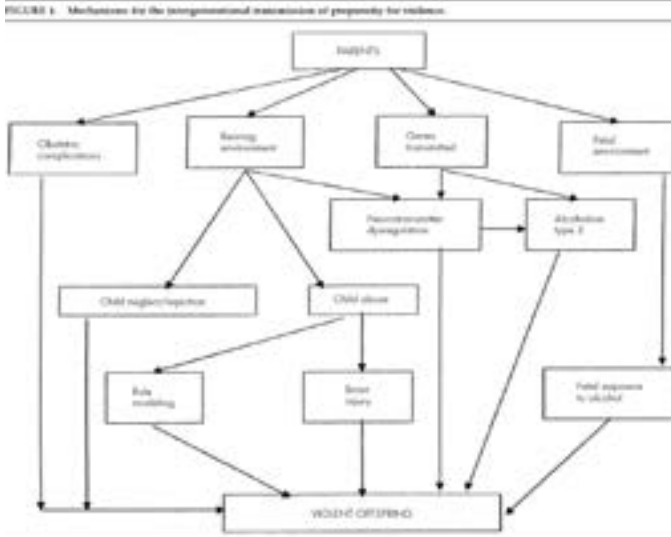 FIGURE 1. Mechanisms for the intergenerational transmission of propensity for violence.
PARENTS
Obstetric
complications
Rearing
environment
Genes
transmitted
Fetal
environment
Neurotransmitter
dysregulation
Alcoholism
type 2
Child neglect/rejection
Child abuse
Role
modeling
Brain
injury
Fetal exposure
to alcohol
VIOLENT OFFSPRING